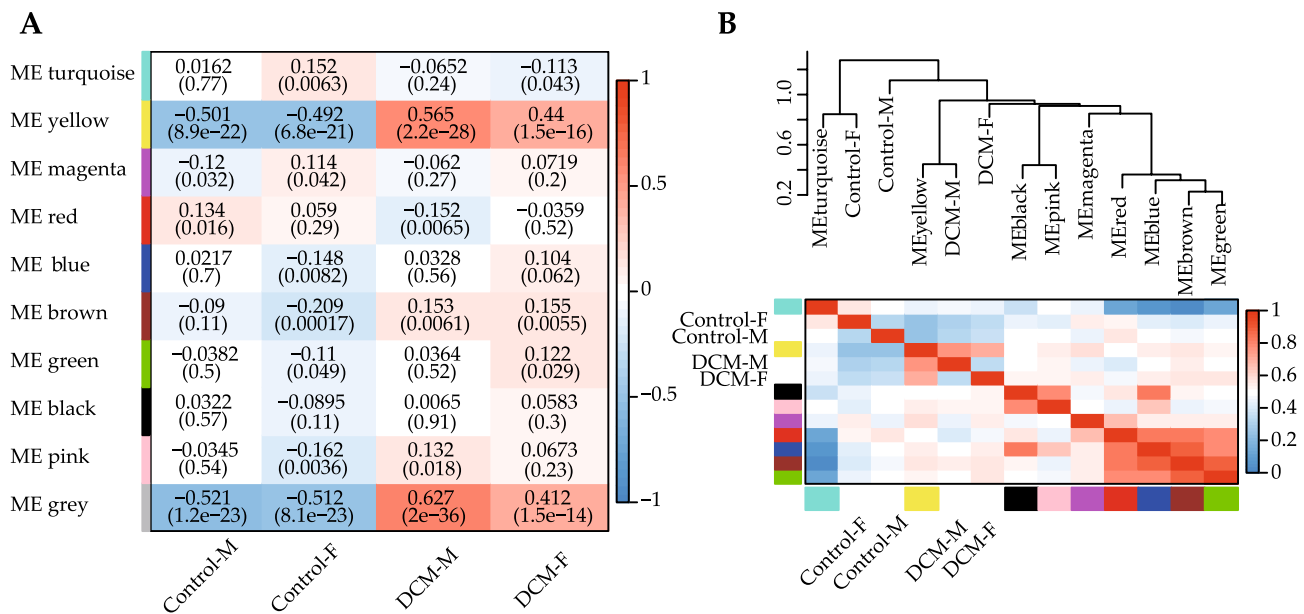 A
ME turquoise 0.0162 0.152 −0.0652 −0.113
(0.77) (0.0063) (0.24) (0.043)
ME yellow −0.501 −0.492 0.565 0.44
(8.9e−22) (6.8e−21) (2.2e−28) (1.5e−16)
ME magenta −0.12 0.114 −0.062 0.0719
(0.032) (0.042) (0.27) (0.2)
ME red 0.134 0.059 −0.152 −0.0359
(0.016) (0.29) (0.0065) (0.52)
ME blue 0.0217 −0.148 0.0328 0.104
(0.7) (0.0082) (0.56) (0.062)
ME brown −0.09 −0.209 0.153 0.155
(0.11) (0.00017) (0.0061) (0.0055)
ME green −0.0382 −0.11 0.0364 0.122
(0.5) (0.049) (0.52) (0.029)
ME black 0.0322 −0.0895 0.0065 0.0583
(0.57) (0.11) (0.91) (0.3)
ME pink −0.0345 −0.162 0.132 0.0673
(0.54) (0.0036) (0.018) (0.23)
ME grey −0.521 −0.512 0.627 0.412
(1.2e−23) (8.1e−23) (2e−36) (1.5e−14)
Control-M
Control-F
DCM-M
DCM-F
1
0.5
0
−0.5
−1
B
1.0
0.6
0.2
MEturquoise
Control-F
Control-M
MEyellow
DCM-M
DCM-F
MEblack
MEpink
MEmagenta
MEred
MEblue
MEbrown
MEgreen
Control-F
Control-M
DCM-M
DCM-F
1
0.8
0.6
0.4
0.2
0
Control-F
Control-M
DCM-M
DCM-F